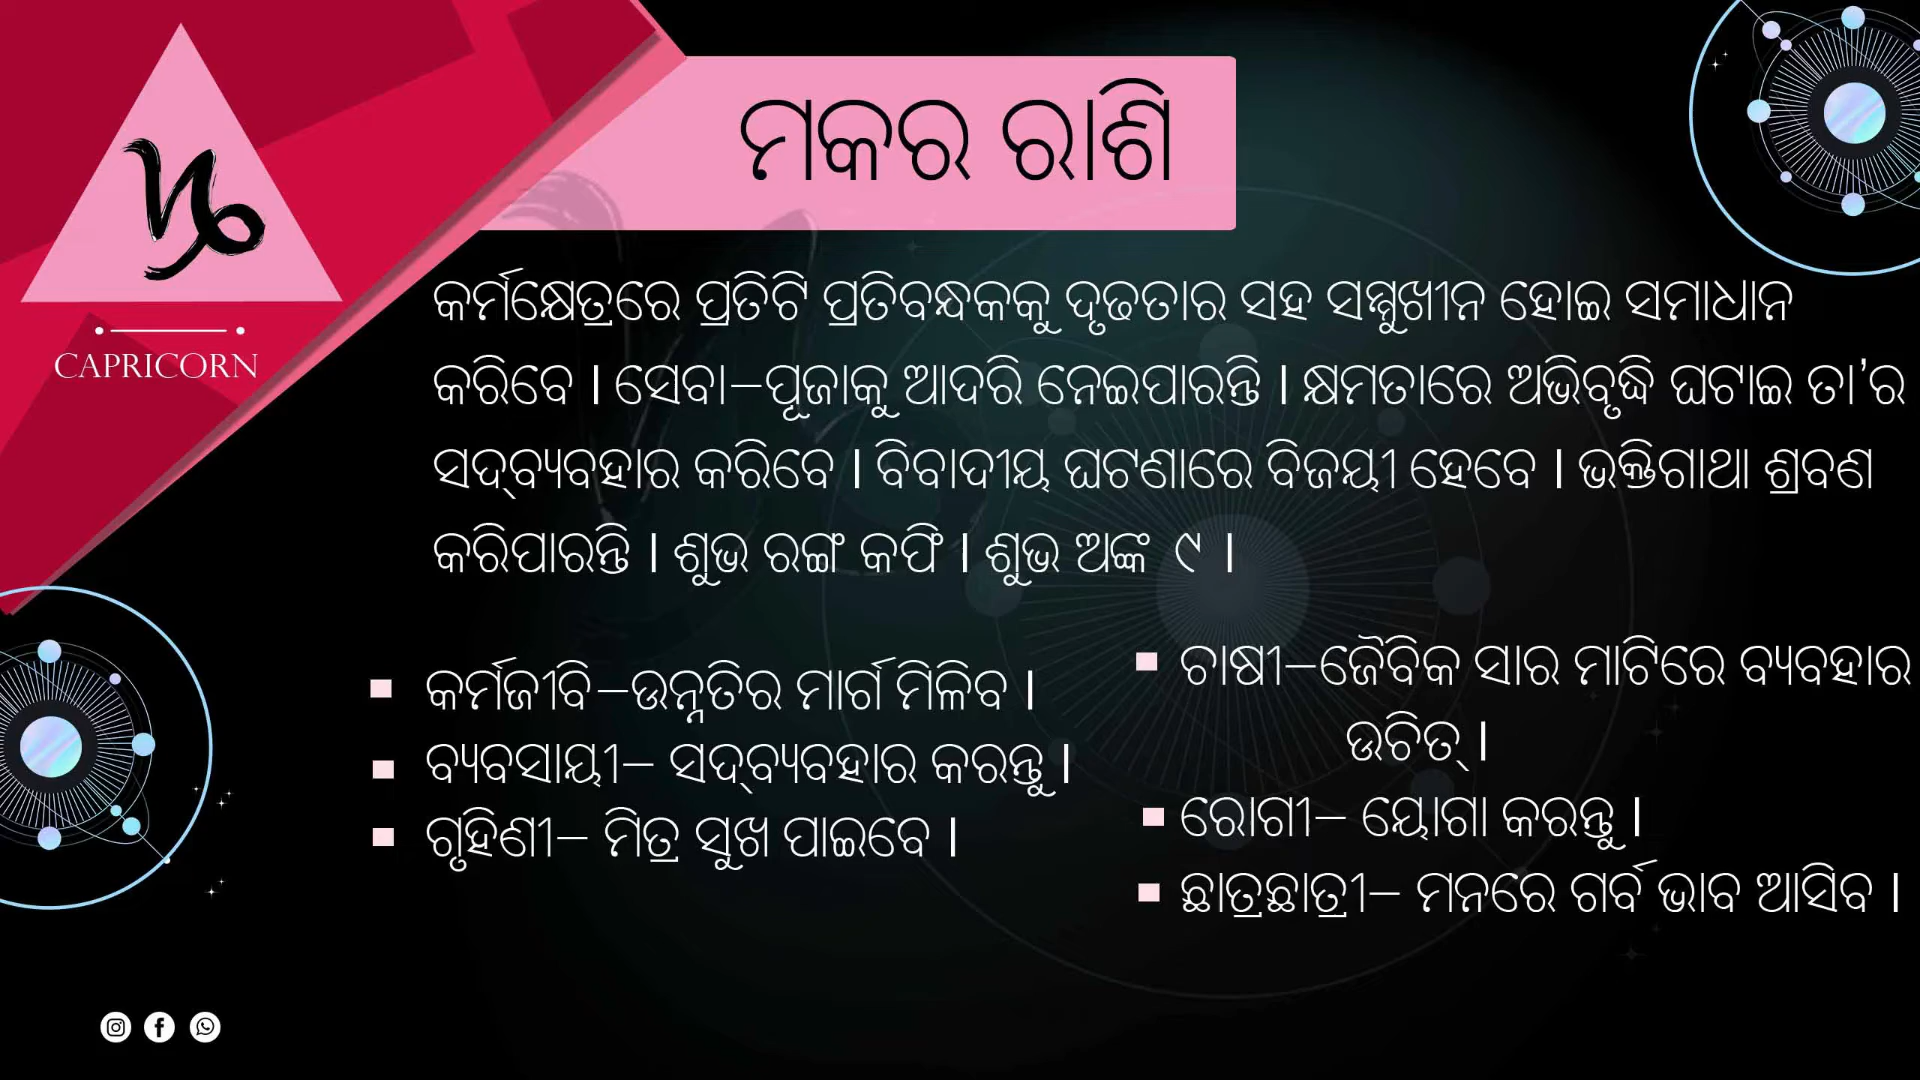 ମକର ରାଶି
CAPRICORN
କର୍ମକ୍ଷେତ୍ରରେ ପ୍ରତିଟି ପ୍ରତିବନ୍ଧକକୁ ଦୃଢତାର ସହ ସମ୍ମୁଖୀନ ହୋଇ ସମାଧାନ
କରିବେ । ସେବା–ପୂଜାକୁ ଆଦରି ନେଇପାରନ୍ତି । କ୍ଷମତାରେ ଅଭିବୃଦ୍ଧି ଘଟାଇ ତା’ର
ସଦ୍‌ବ୍ୟବହାର କରିବେ । ବିବାଦୀୟ ଘଟଣାରେ ବିଜୟୀ ହେବେ । ଭକ୍ତିଗାଥା ଶ୍ରବଣ
କରିପାରନ୍ତି । ଶୁଭ ରଙ୍ଗ କଫି । ଶୁଭ ଅଙ୍କ ୯ ।
କର୍ମଜୀବି–ଉନ୍ନତିର ମାର୍ଗ ମିଳିବ ।
ବ୍ୟବସାୟୀ– ସଦ୍‌ବ୍ୟବହାର କରନ୍ତୁ ।
ଗୃହିଣୀ– ମିତ୍ର ସୁଖ ପାଇବେ ।
ଚାଷୀ–ଜୈବିକ ସାର ମାଟିରେ ବ୍ୟବହାର
ଉଚିତ୍ ।
ରୋଗୀ– ୟୋଗା କରନ୍ତୁ ।
ଛାତ୍ରଛାତ୍ରୀ– ମନରେ ଗର୍ବ ଭାବ ଆସିବ ।